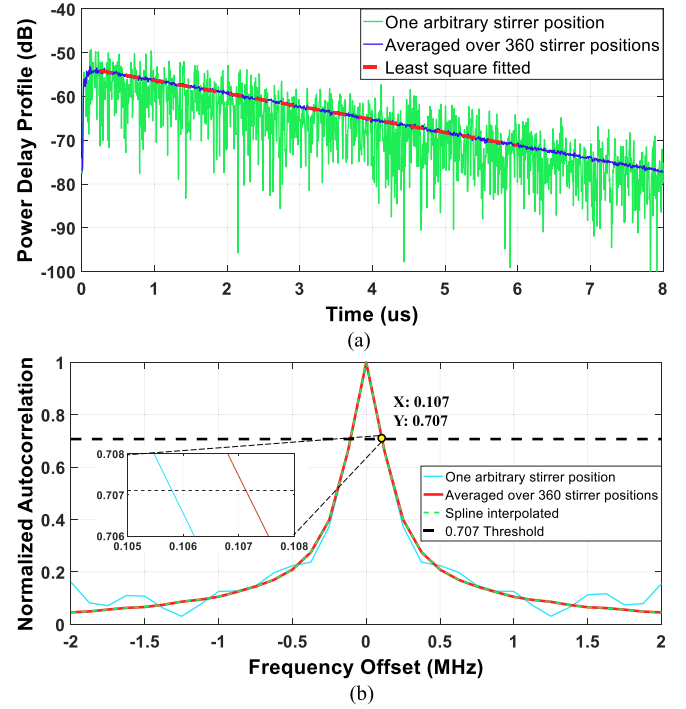 Power Delay Profile (dB)
-40
-50
-60
-70
-80
-90
-100
One arbitrary stirrer position
Averaged over 360 stirrer positions
Least square fitted
0 1 2 3 4 5 6 7 8
Time (us)
(a)
Normalized Autocorrelation
1
0.8
0.6
0.4
0.2
0
X: 0.107
Y: 0.707
0.708
0.707
0.706
0.105 0.106 0.107 0.108
One arbitrary stirrer position
Averaged over 360 stirrer positions
Spline interpolated
0.707 Threshold
-2 -1.5 -1 -0.5 0 0.5 1 1.5 2
Frequency Offset (MHz)
(b)